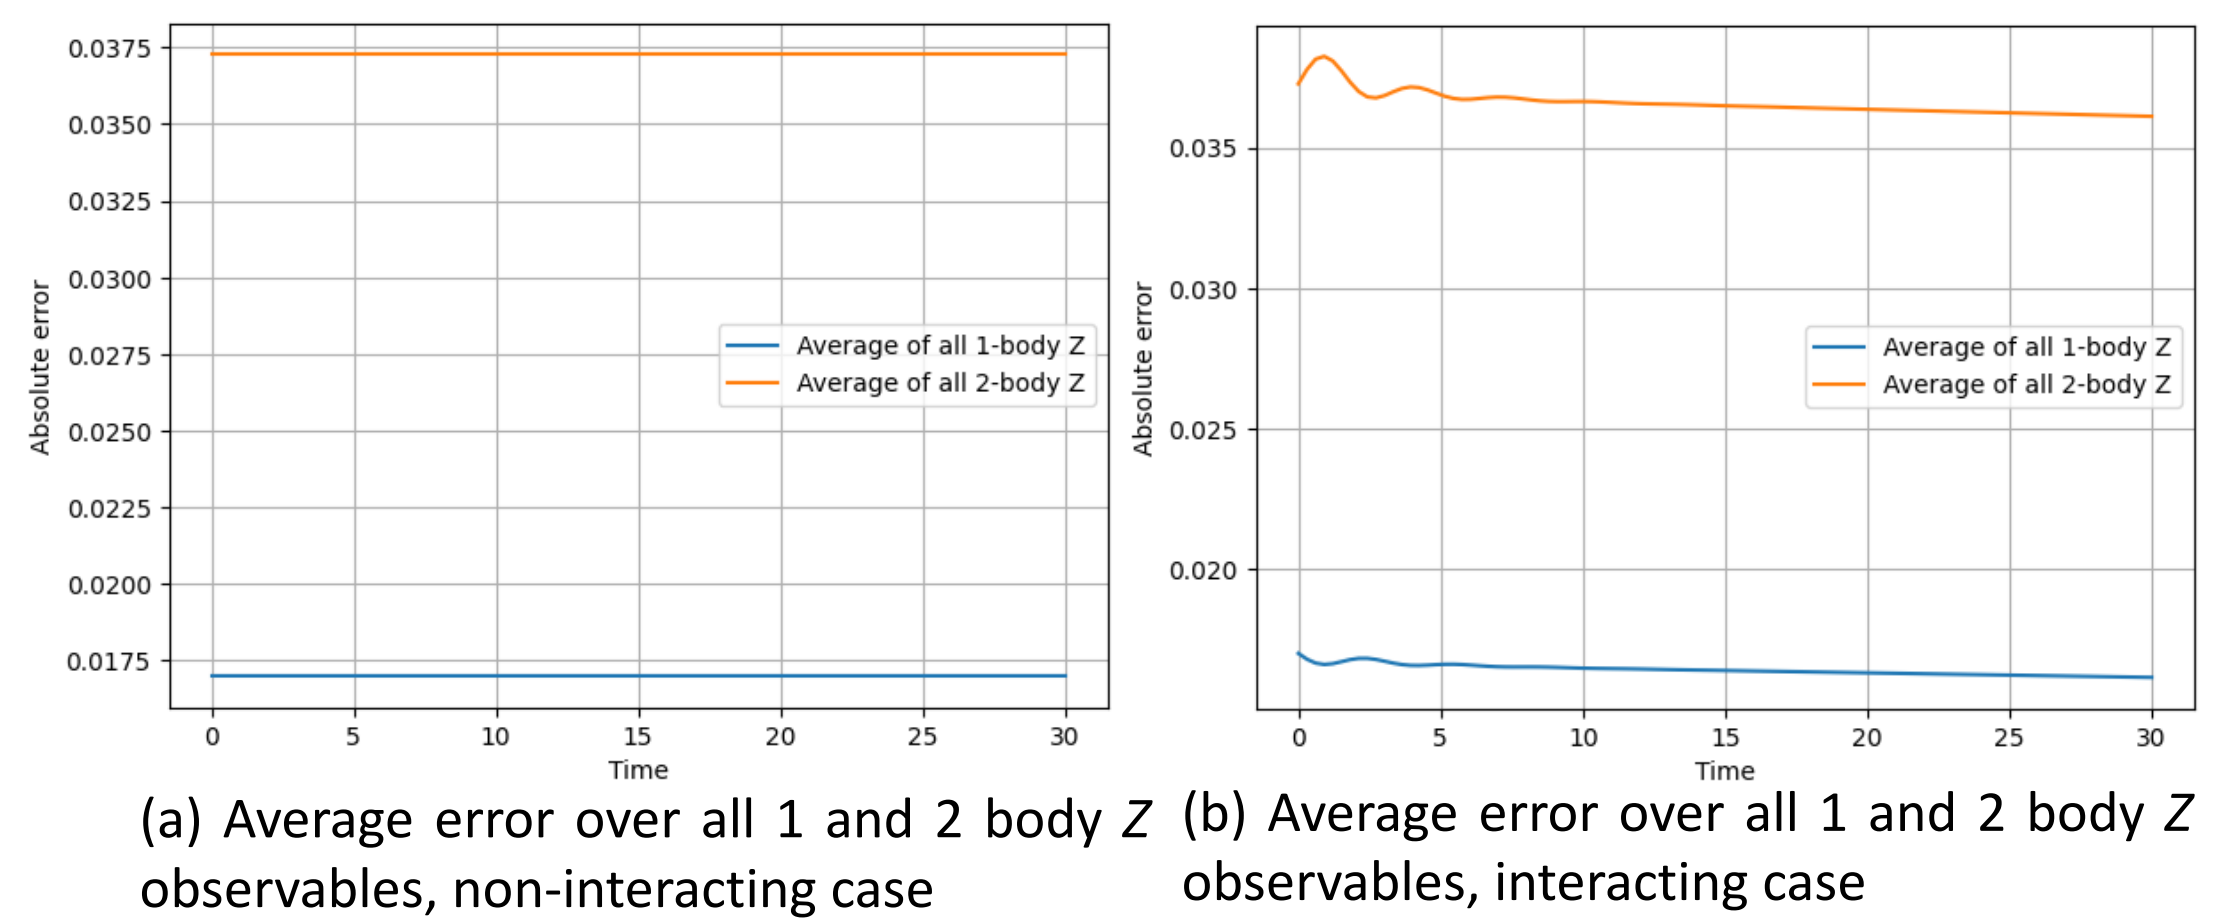 0.0375
0.0350
0.0325
0.0300
0.0275
0.0250
0.0225
0.0200
0.0175
Absolute error
Average of all 1-body Z
Average of all 2-body Z
0 5 10 15 20 25 30
Time
(a) Average error over all 1 and 2 body Z
observables, non-interacting case
0.035
0.030
0.025
0.020
Absolute error
Average of all 1-body Z
Average of all 2-body Z
0 5 10 15 20 25 30
Time
(b) Average error over all 1 and 2 body Z
observables, interacting case